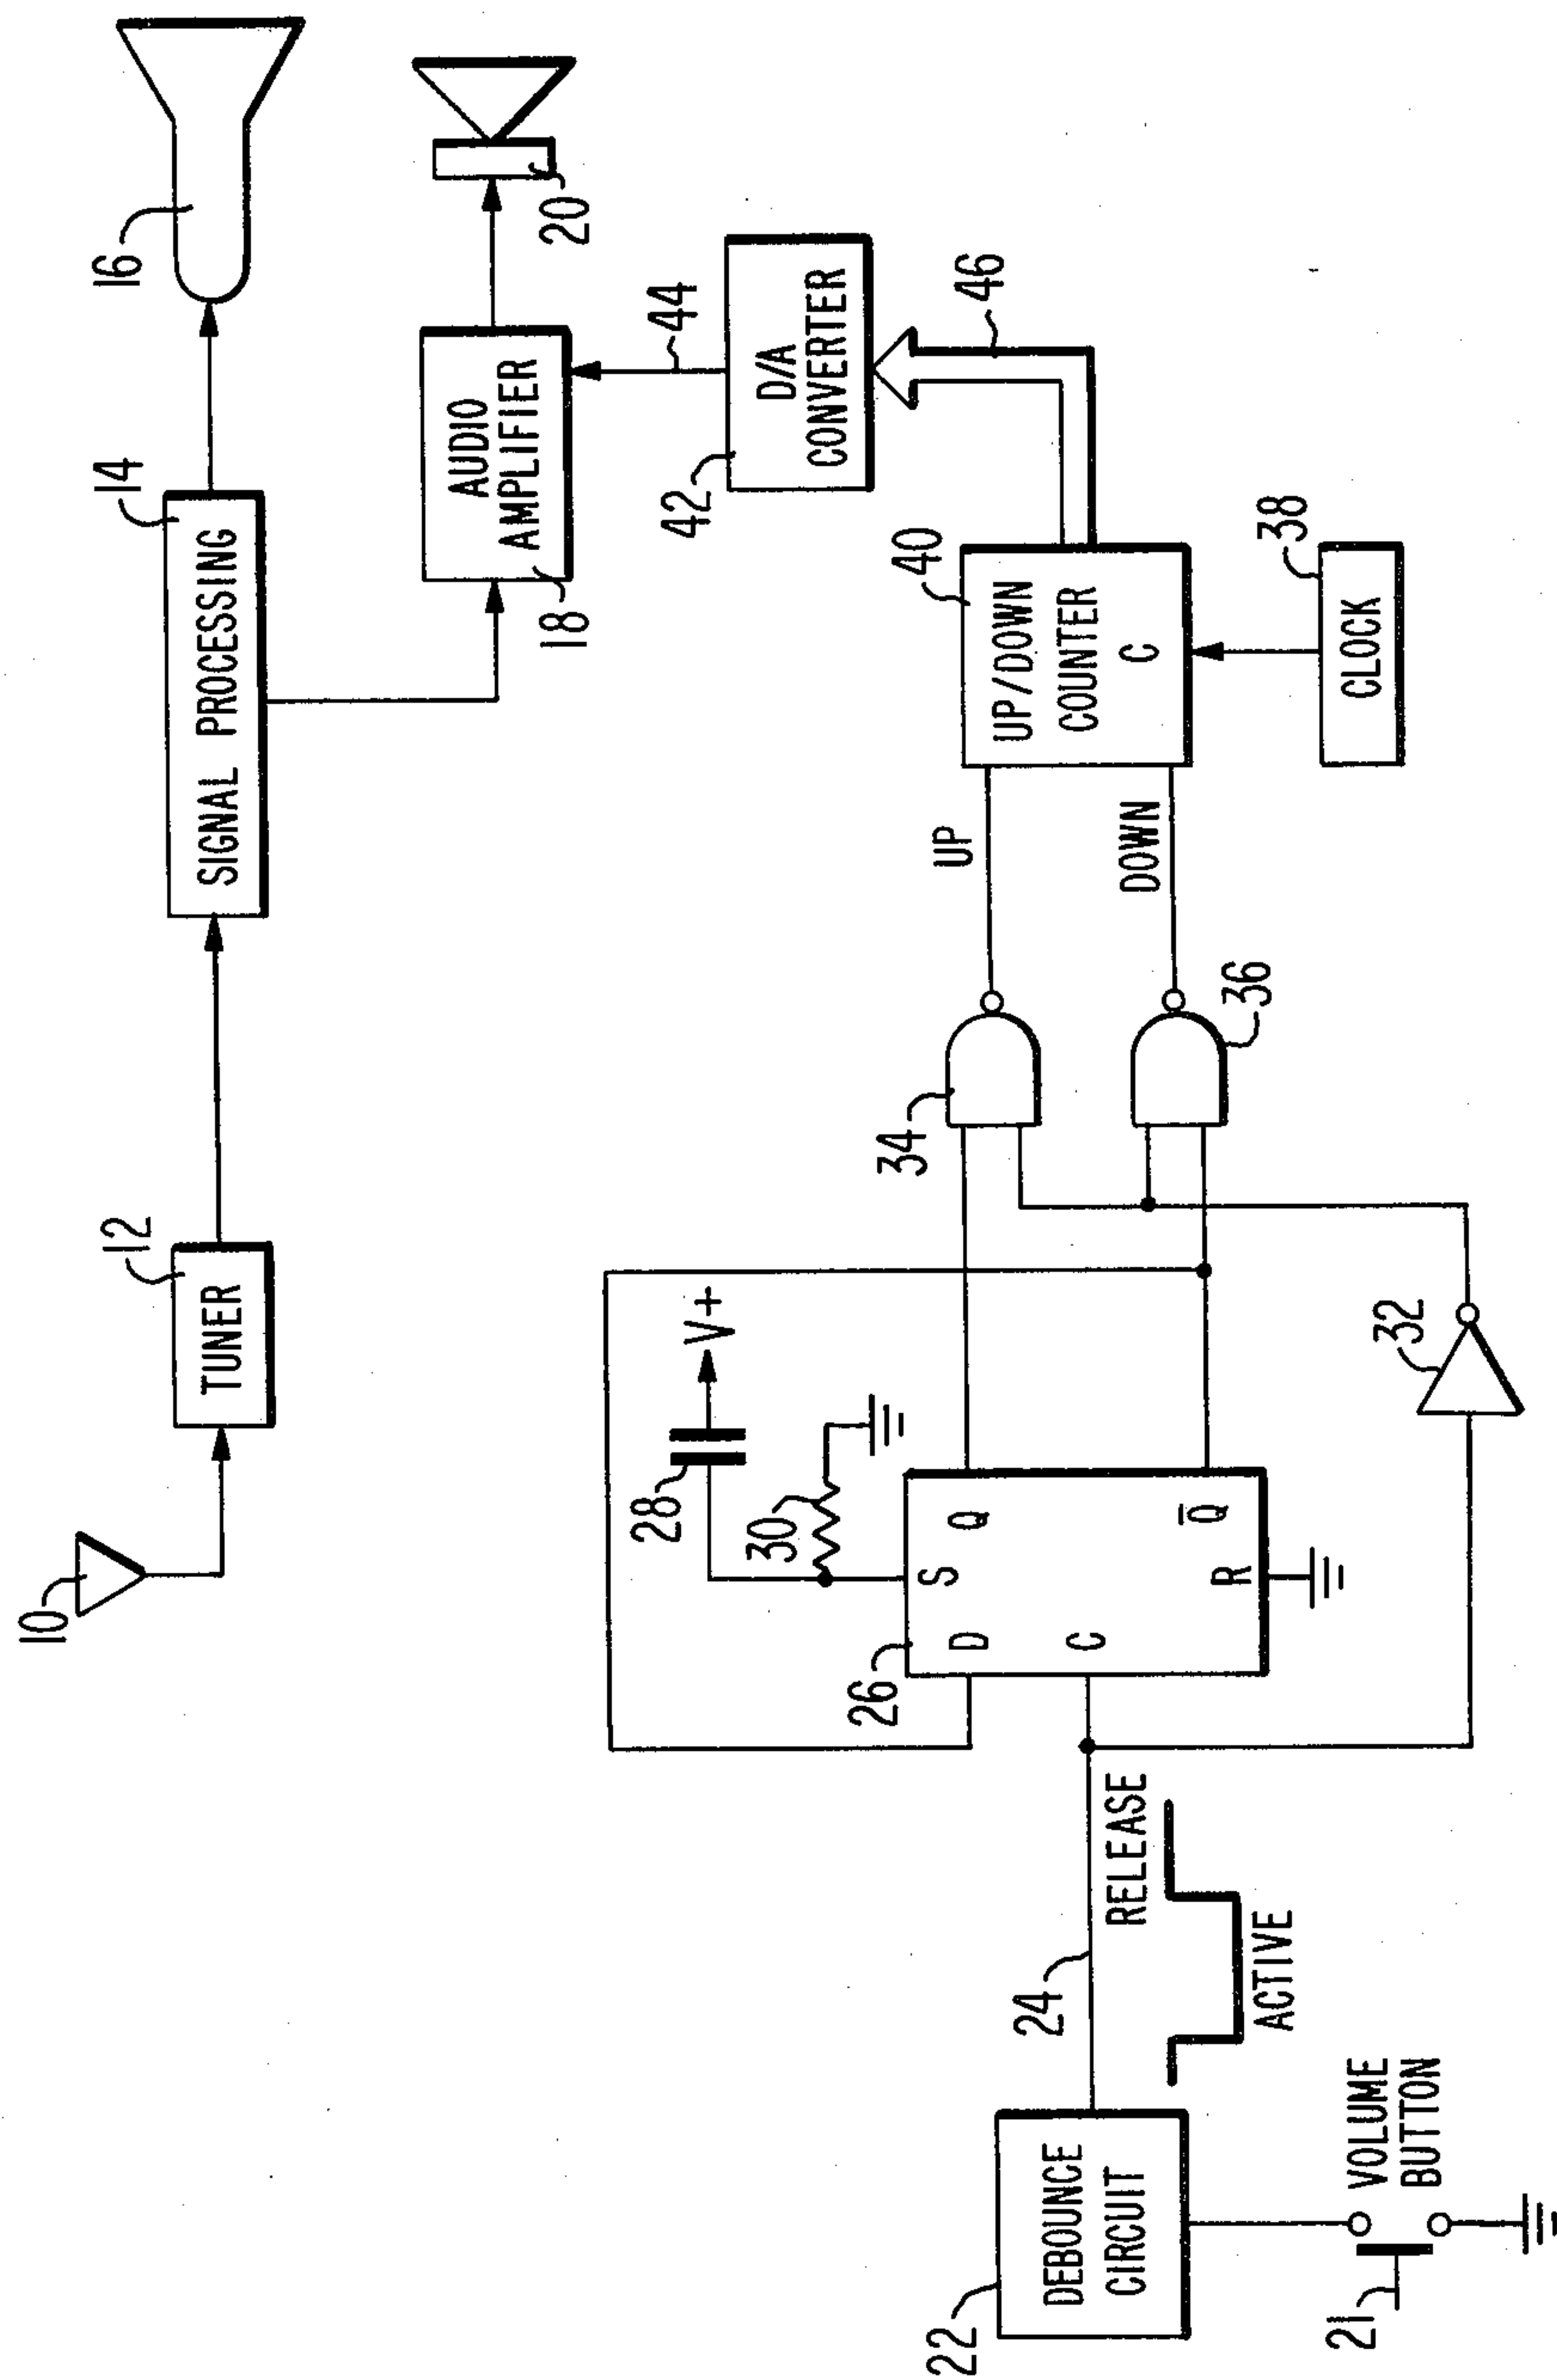 10
12
TUNER
14
SIGNAL PROCESSING
16
18
AUDIO
AMPLIFIER
20
44
42
D/A
CONVERTER
46
40
UP/DOWN
COUNTER
C
38
CLOCK
UP
DOWN
34
36
32
28
V+
30
26
S
D
Q
C
R
Q̅
24
RELEASE
ACTIVE
22
DEBOUNCE
CIRCUIT
21
VOLUME
BUTTON